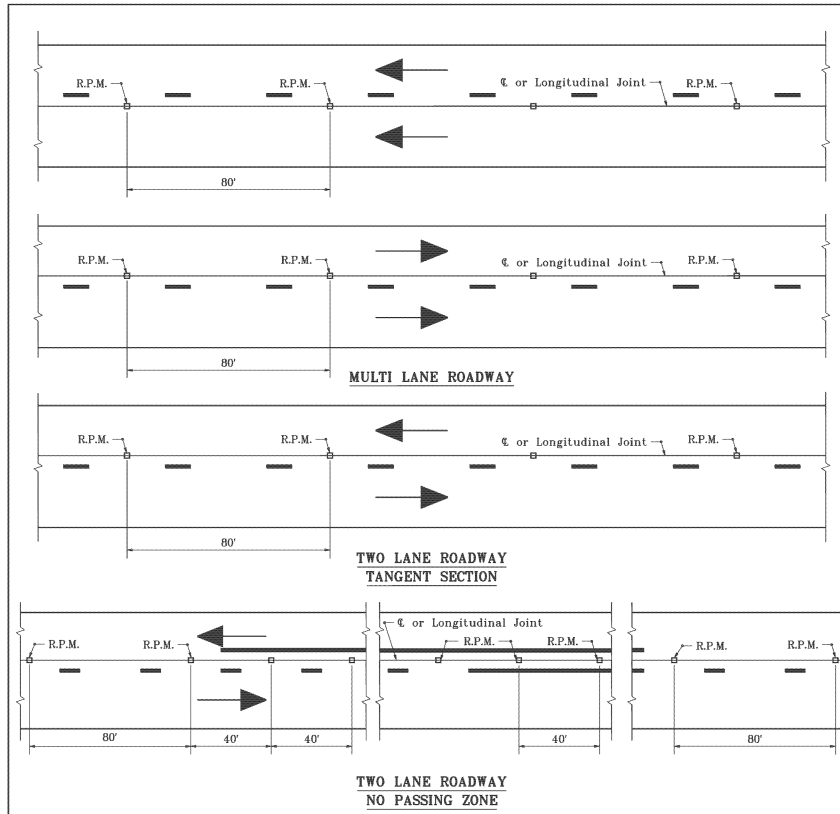 R.P.M.
R.P.M.
℄ or Longitudinal Joint
R.P.M.
80'
R.P.M.
R.P.M.
℄ or Longitudinal Joint
R.P.M.
80'
MULTI LANE ROADWAY
R.P.M.
R.P.M.
℄ or Longitudinal Joint
R.P.M.
80'
TWO LANE ROADWAY
TANGENT SECTION
℄ or Longitudinal Joint
R.P.M.
R.P.M.
R.P.M.
R.P.M.
R.P.M.
R.P.M.
80'
40'
40'
40'
80'
TWO LANE ROADWAY
NO PASSING ZONE